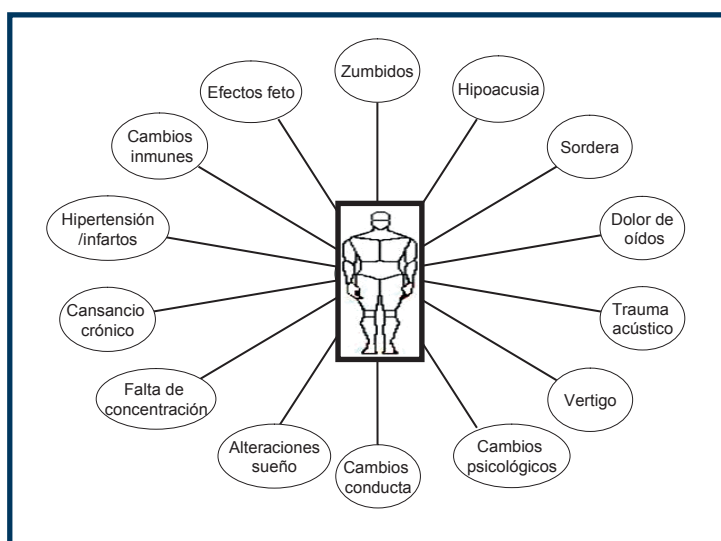 Zumbidos
Hipoacusia
Sordera
Dolor de
oídos
Trauma
acústico
Vertigo
Cambios
psicológicos
Cambios
conducta
Alteraciones
sueño
Falta de
concentración
Cansancio
crónico
Hipertensión
/infartos
Cambios
inmunes
Efectos feto